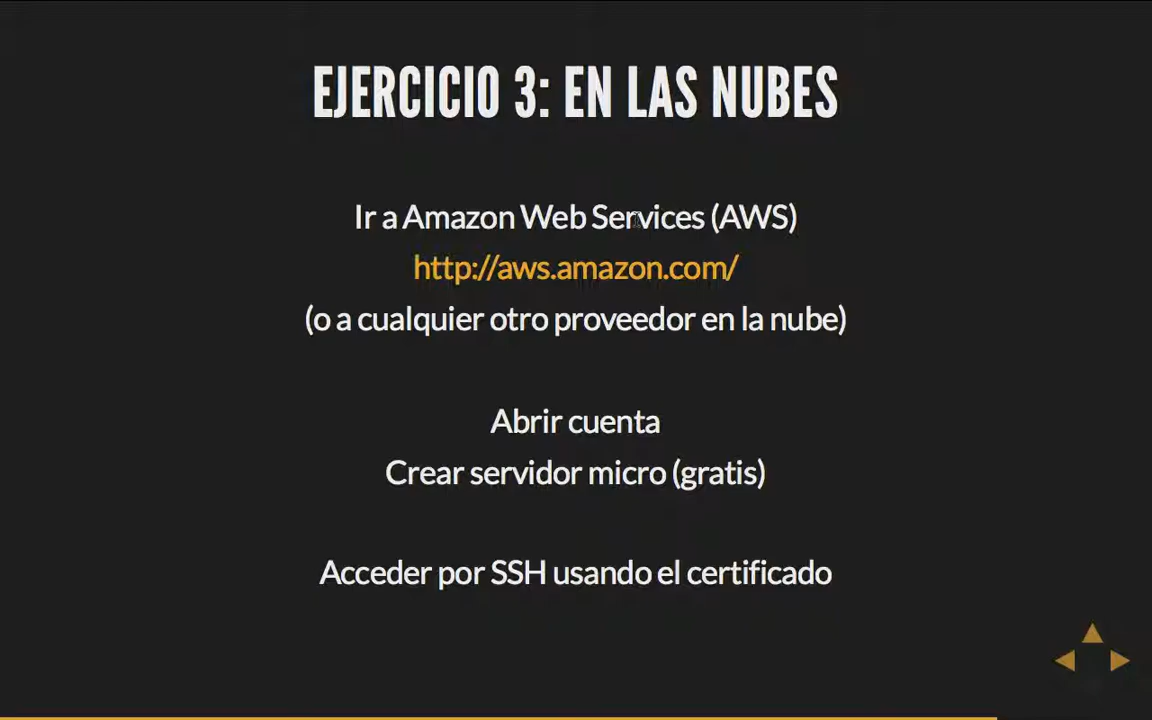 EJERCICIO 3: EN LAS NUBES
Ir a Amazon Web Services (AWS)
http://aws.amazon.com/
(o a cualquier otro proveedor en la nube)
Abrir cuenta
Crear servidor micro (gratis)
Acceder por SSH usando el certificado